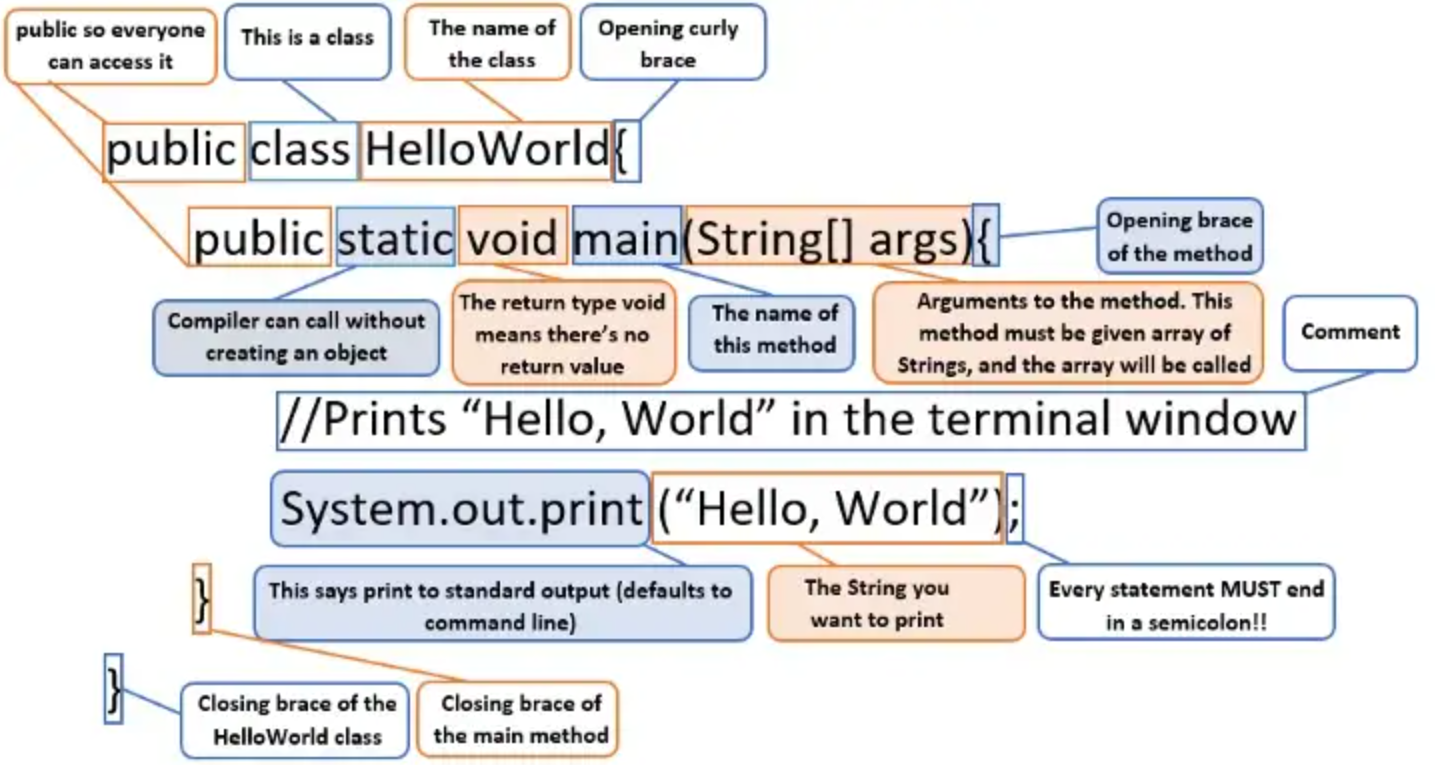 public so everyone
can access it
This is a class
The name of
the class
Opening curly
brace
public class HelloWorld{
public static void main(String[] args){
Opening brace
of the method
Compiler can call without
creating an object
The return type void
means there's no
return value
The name of
this method
Arguments to the method. This
method must be given array of
Strings, and the array will be called
Comment
//Prints “Hello, World” in the terminal window
System.out.print(“Hello, World”);
}
This says print to standard output (defaults to
command line)
The String you
want to print
Every statement MUST end
in a semicolon!!
}
Closing brace of the
HelloWorld class
Closing brace of
the main method